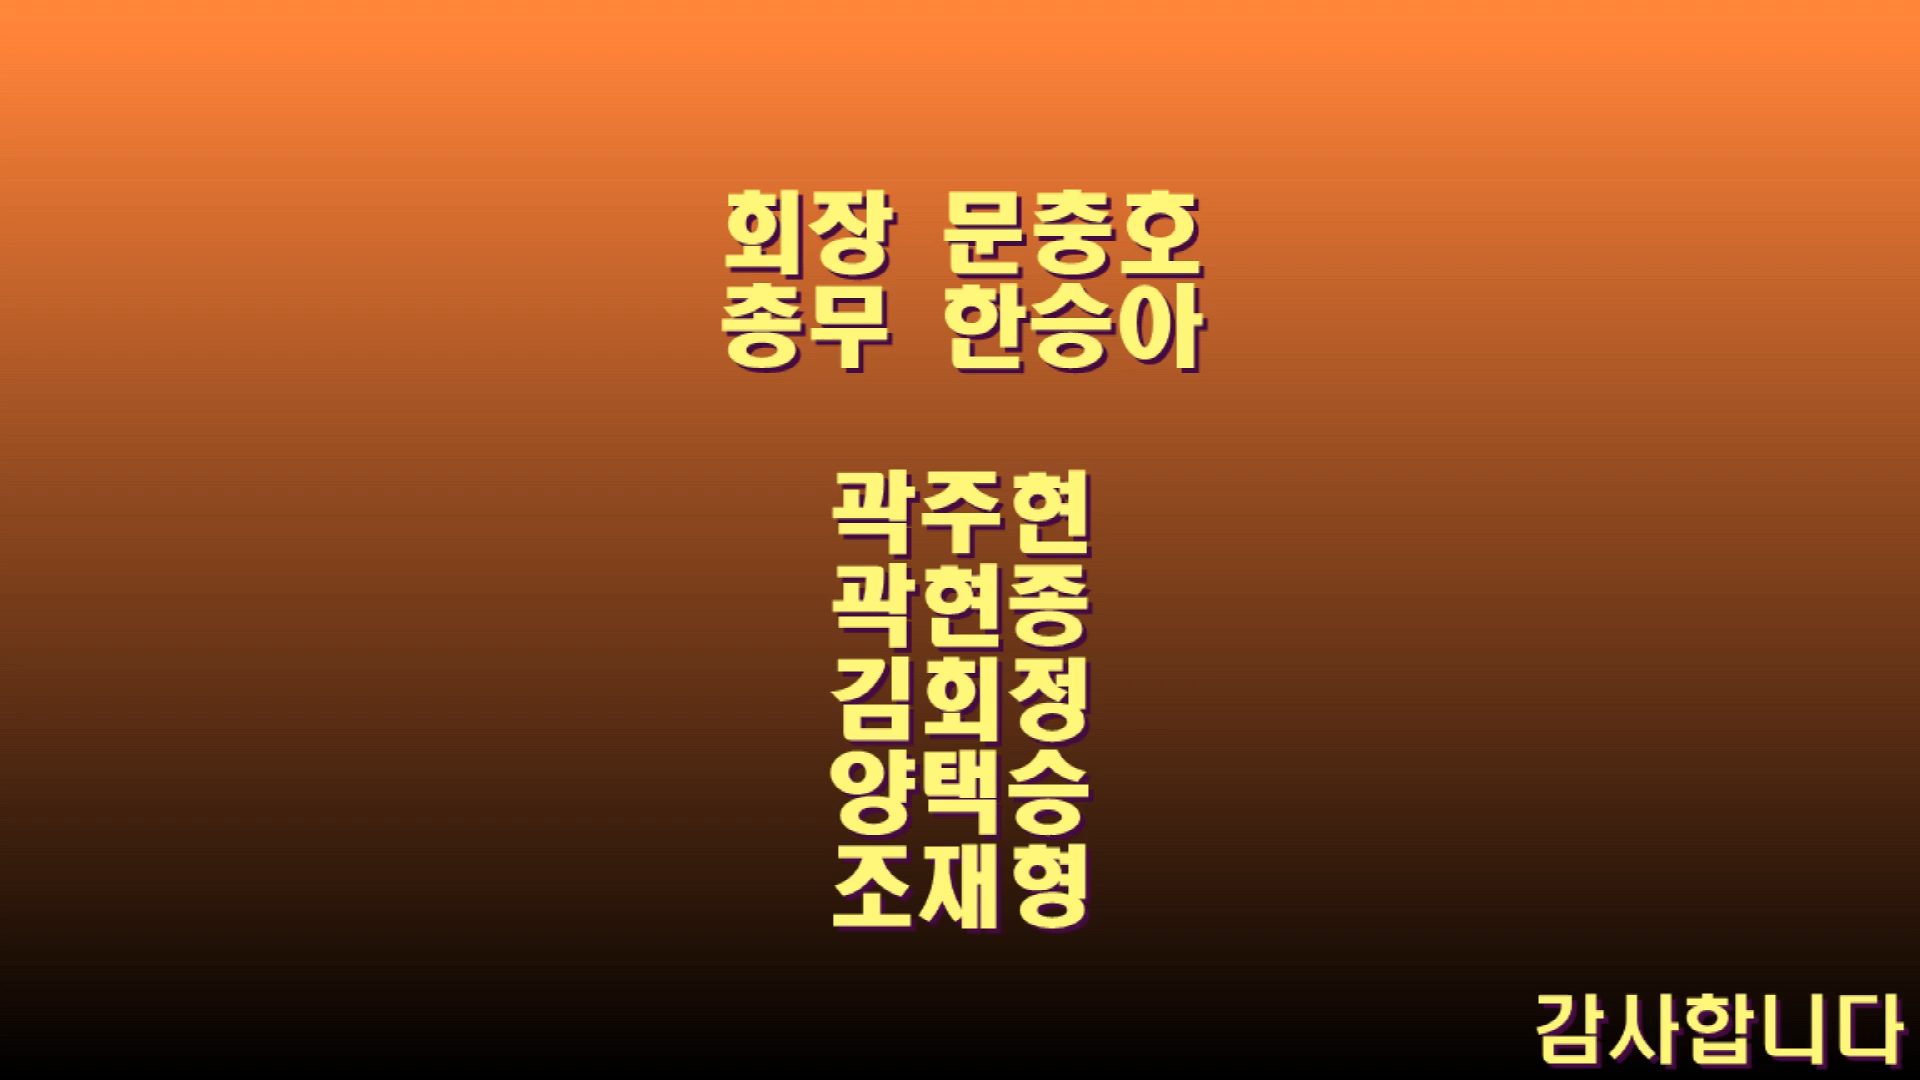 회장 문충호
총무 한승아
곽주현
곽현종
김회정
양택승
조재형
감사합니다